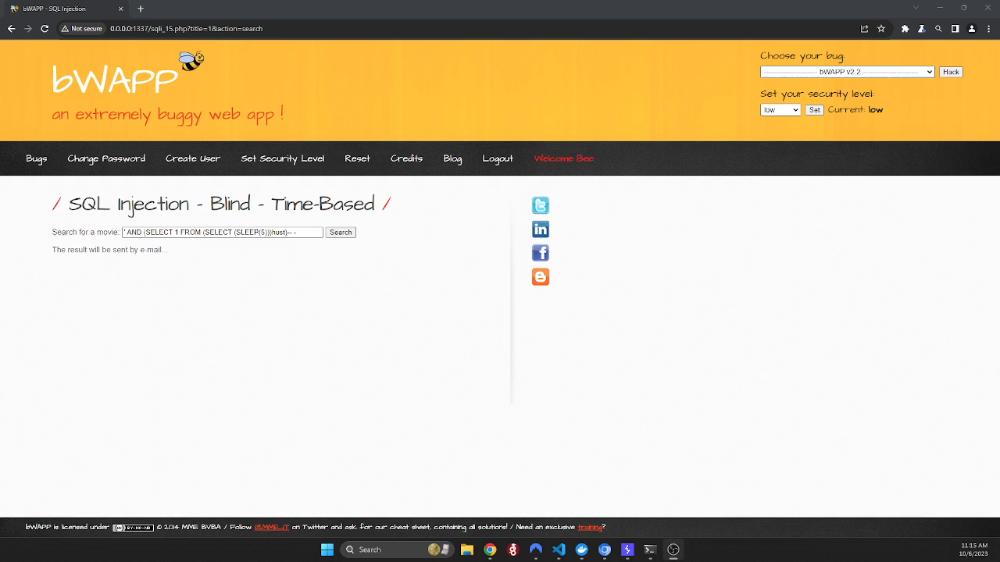 bWAPP - SQL Injection
Not secure
0.0.0.0:1337/sqli_15.php?title=1&action=search
bWAPP
an extremely buggy web app !
Choose your bug:
bWAPP v2.2
Hack
Set your security level:
low
Set
Current: low
Bugs
Change Password
Create User
Set Security Level
Reset
Credits
Blog
Logout
Welcome Bee
/ SQL Injection - Blind - Time-Based /
Search for a movie:
' AND (SELECT 1 FROM (SELECT (SLEEP(5)))hust)-- -
Search
The result will be sent by e-mail...
bWAPP is licensed under (cc) BY-NC-ND © 2014 MME BVBA / Follow @MME_IT on Twitter and ask for our cheat sheet, containing all solutions! / Need an exclusive training?
Search
11:15 AM
10/6/2023